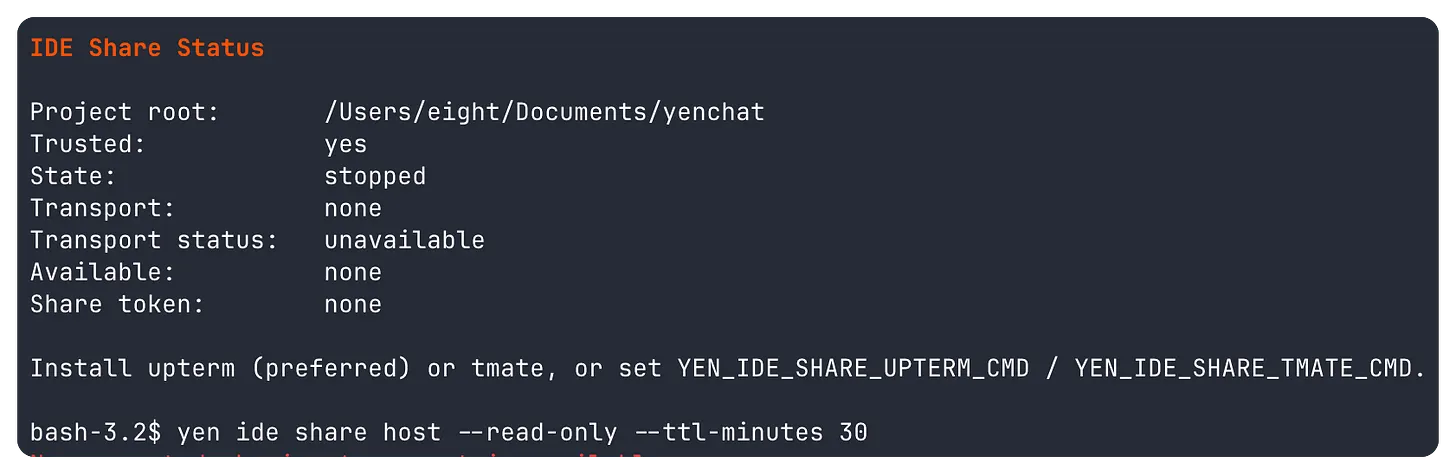 IDE Share Status
Project root: /Users/eight/Documents/yenchat
Trusted: yes
State: stopped
Transport: none
Transport status: unavailable
Available: none
Share token: none
Install upterm (preferred) or tmate, or set YEN_IDE_SHARE_UPTERM_CMD / YEN_IDE_SHARE_TMATE_CMD.
bash-3.2$ yen ide share host --read-only --ttl-minutes 30